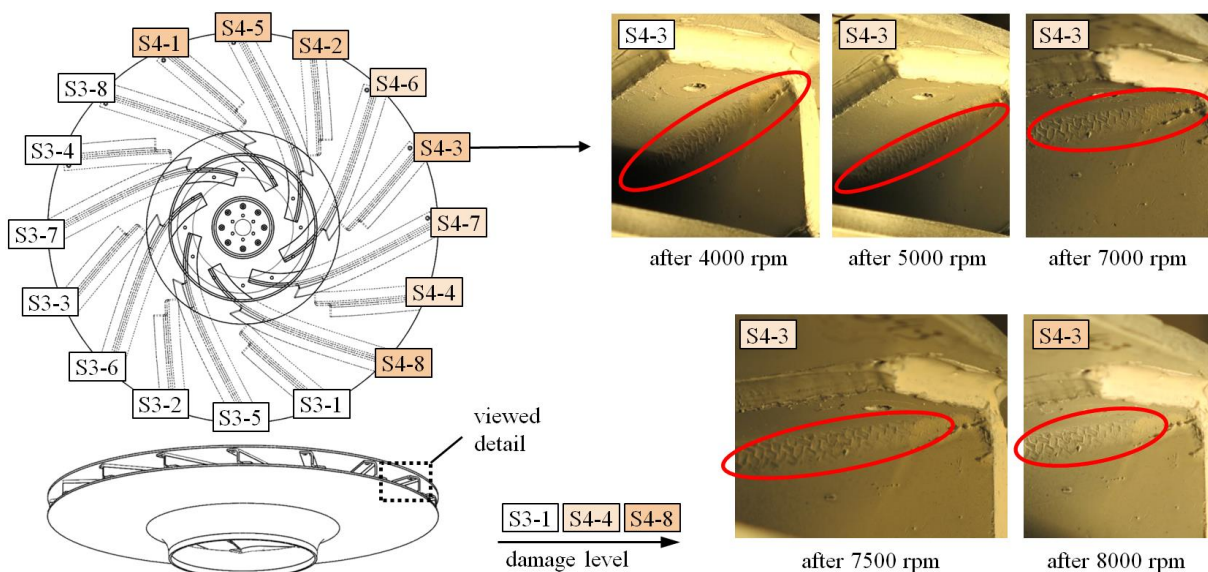 S4-1
S4-5
S4-2
S3-8
S4-6
S3-4
S4-3
S3-7
S4-7
S3-3
S4-4
S3-6
S4-8
S3-2
S3-5
S3-1
viewed
detail
S3-1 S4-4 S4-8
damage level
S4-3
after 4000 rpm
S4-3
after 5000 rpm
S4-3
after 7000 rpm
S4-3
after 7500 rpm
S4-3
after 8000 rpm